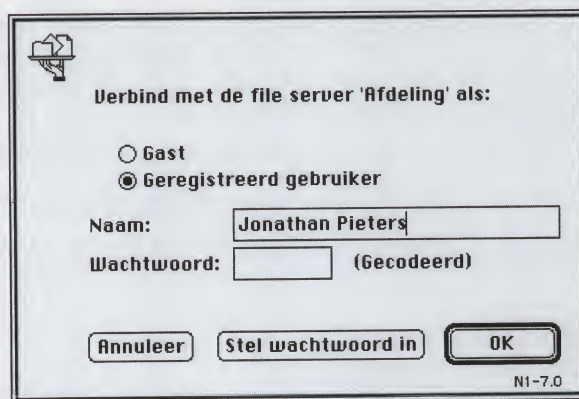 Verbind met de file server 'Afdeling' als:
Gast
Geregistreerd gebruiker
Naam: Jonathan Pieters
Wachtwoord: (Gecodeerd)
Annuleer Stel wachtwoord in OK
N1-7.0